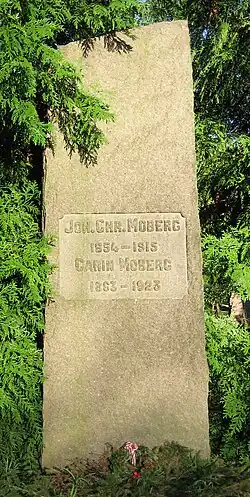 JOH. CHR. MOBERG
1854 – 1915
CARIN MOBERG
1863 – 1923